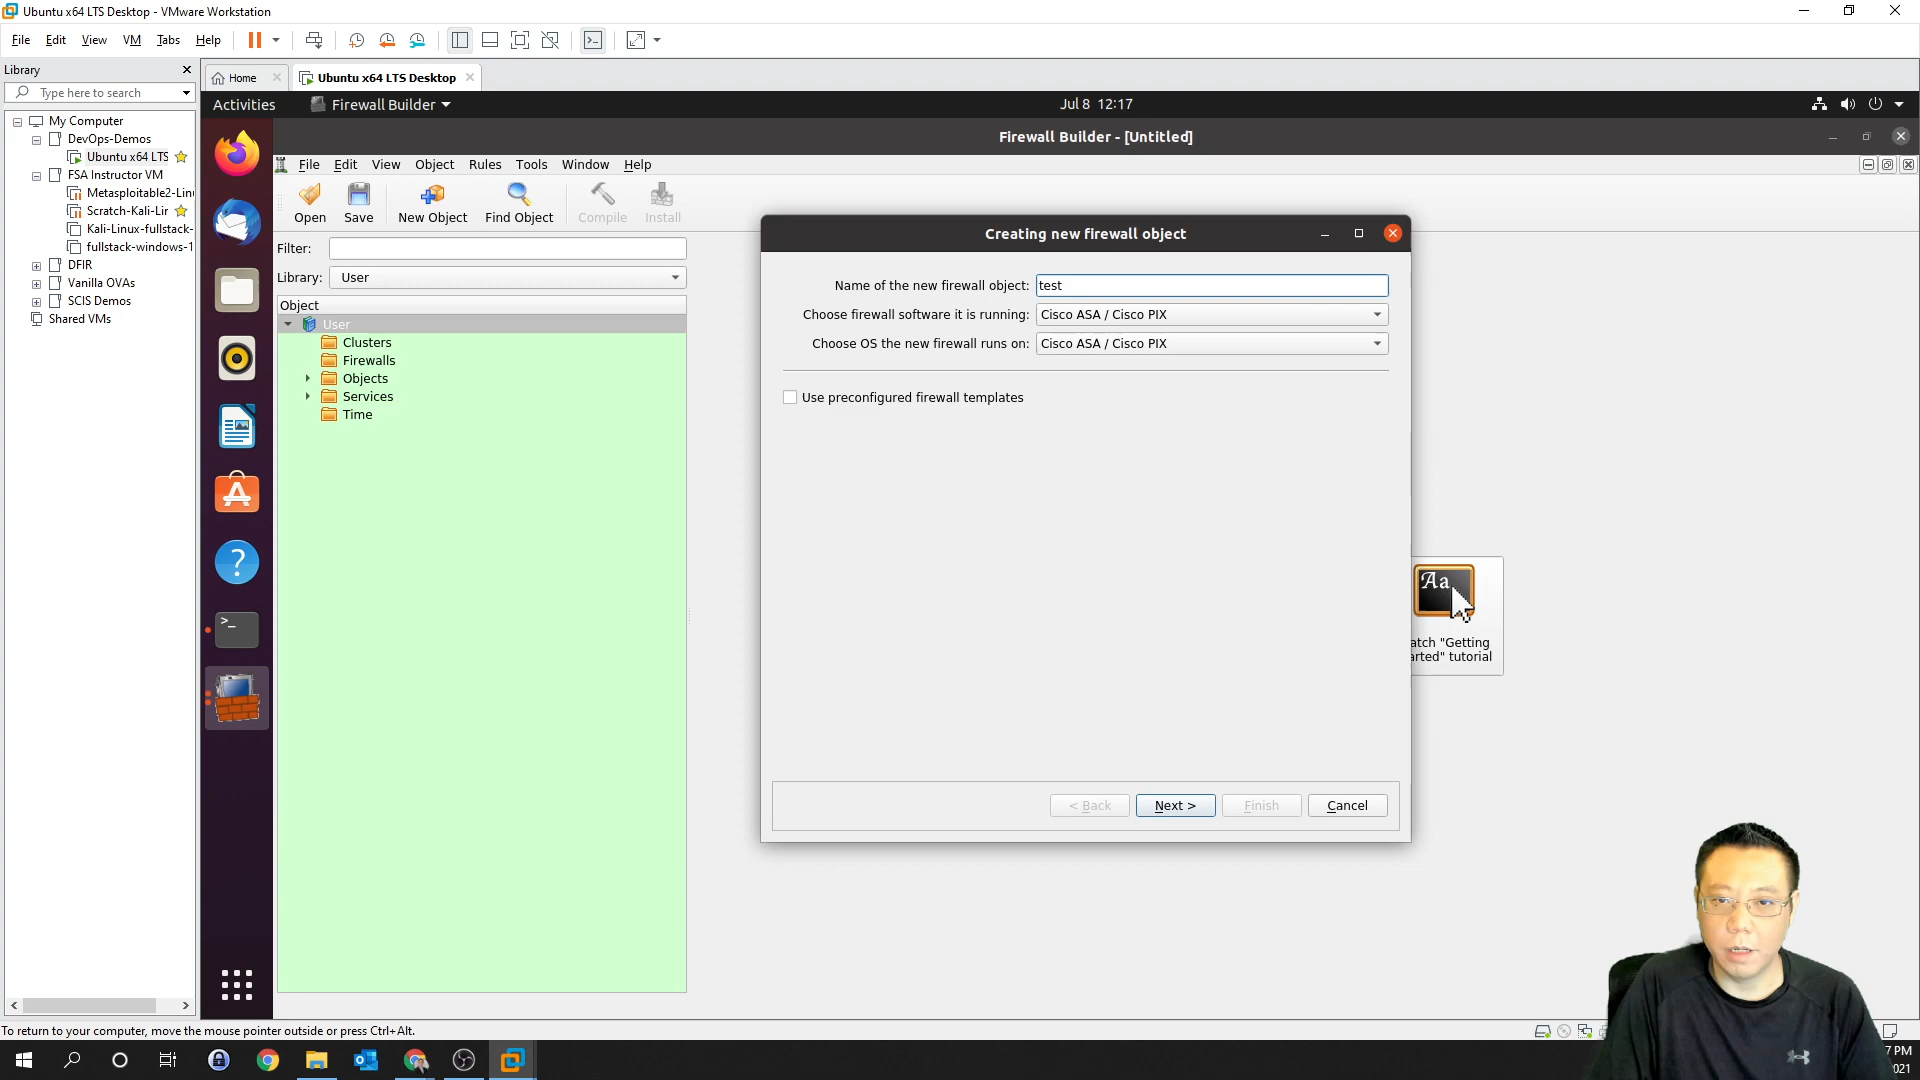 Ubuntu x64 LTS Desktop - VMware Workstation
File Edit View VM Tabs Help
Library
Type here to search
My Computer
DevOps-Demos
Ubuntu x64 LTS
FSA Instructor VM
Metasploitable2-Lin
Scratch-Kali-Lir
Kali-Linux-fullstack-
fullstack-windows-1
DFIR
Vanilla OVAs
SCIS Demos
Shared VMs
Home
Ubuntu x64 LTS Desktop
Activities
Firewall Builder
Jul 8 12:17
Firewall Builder - [Untitled]
File Edit View Object Rules Tools Window Help
Open Save New Object Find Object Compile Install
Filter:
Library: User
Object
User
Clusters
Firewalls
Objects
Services
Time
Creating new firewall object
Name of the new firewall object: test
Choose firewall software it is running: Cisco ASA / Cisco PIX
Choose OS the new firewall runs on: Cisco ASA / Cisco PIX
Use preconfigured firewall templates
< Back Next > Finish Cancel
Aa
atch "Getting
arted" tutorial
To return to your computer, move the mouse pointer outside or press Ctrl+Alt.
7 PM
021